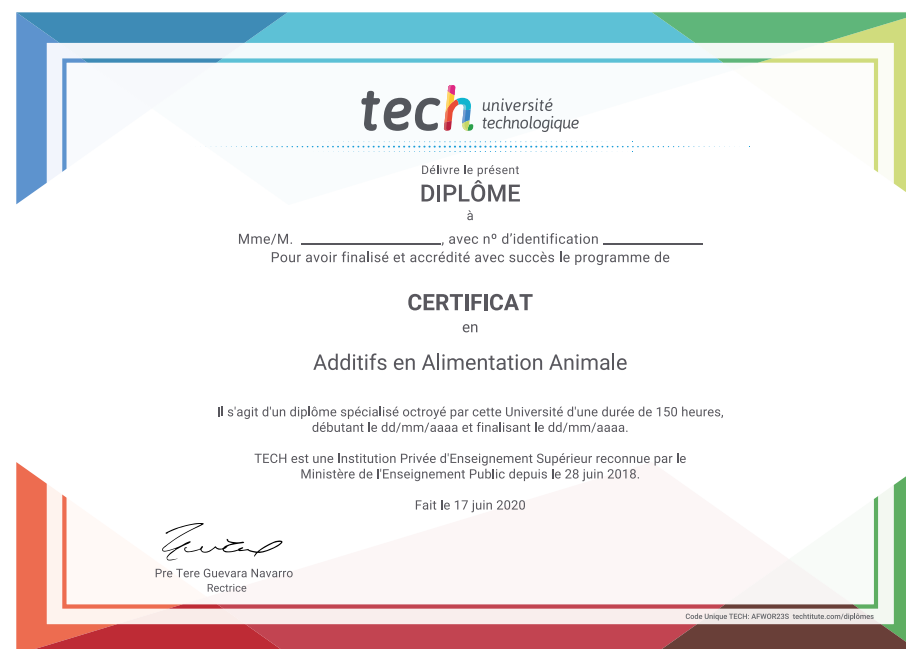 tech université
technologique
Délivre le présent
DIPLÔME
à
Mme/M. ____________________, avec nº d'identification ______________
Pour avoir finalisé et accrédité avec succès le programme de
CERTIFICAT
en
Additifs en Alimentation Animale
Il s'agit d'un diplôme spécialisé octroyé par cette Université d'une durée de 150 heures,
débutant le dd/mm/aaaa et finalisant le dd/mm/aaaa.
TECH est une Institution Privée d'Enseignement Supérieur reconnue par le
Ministère de l'Enseignement Public depuis le 28 juin 2018.
Fait le 17 juin 2020
Pre Tere Guevara Navarro
Rectrice
Code Unique TECH: AFWOR23S techtitute.com/diplômes